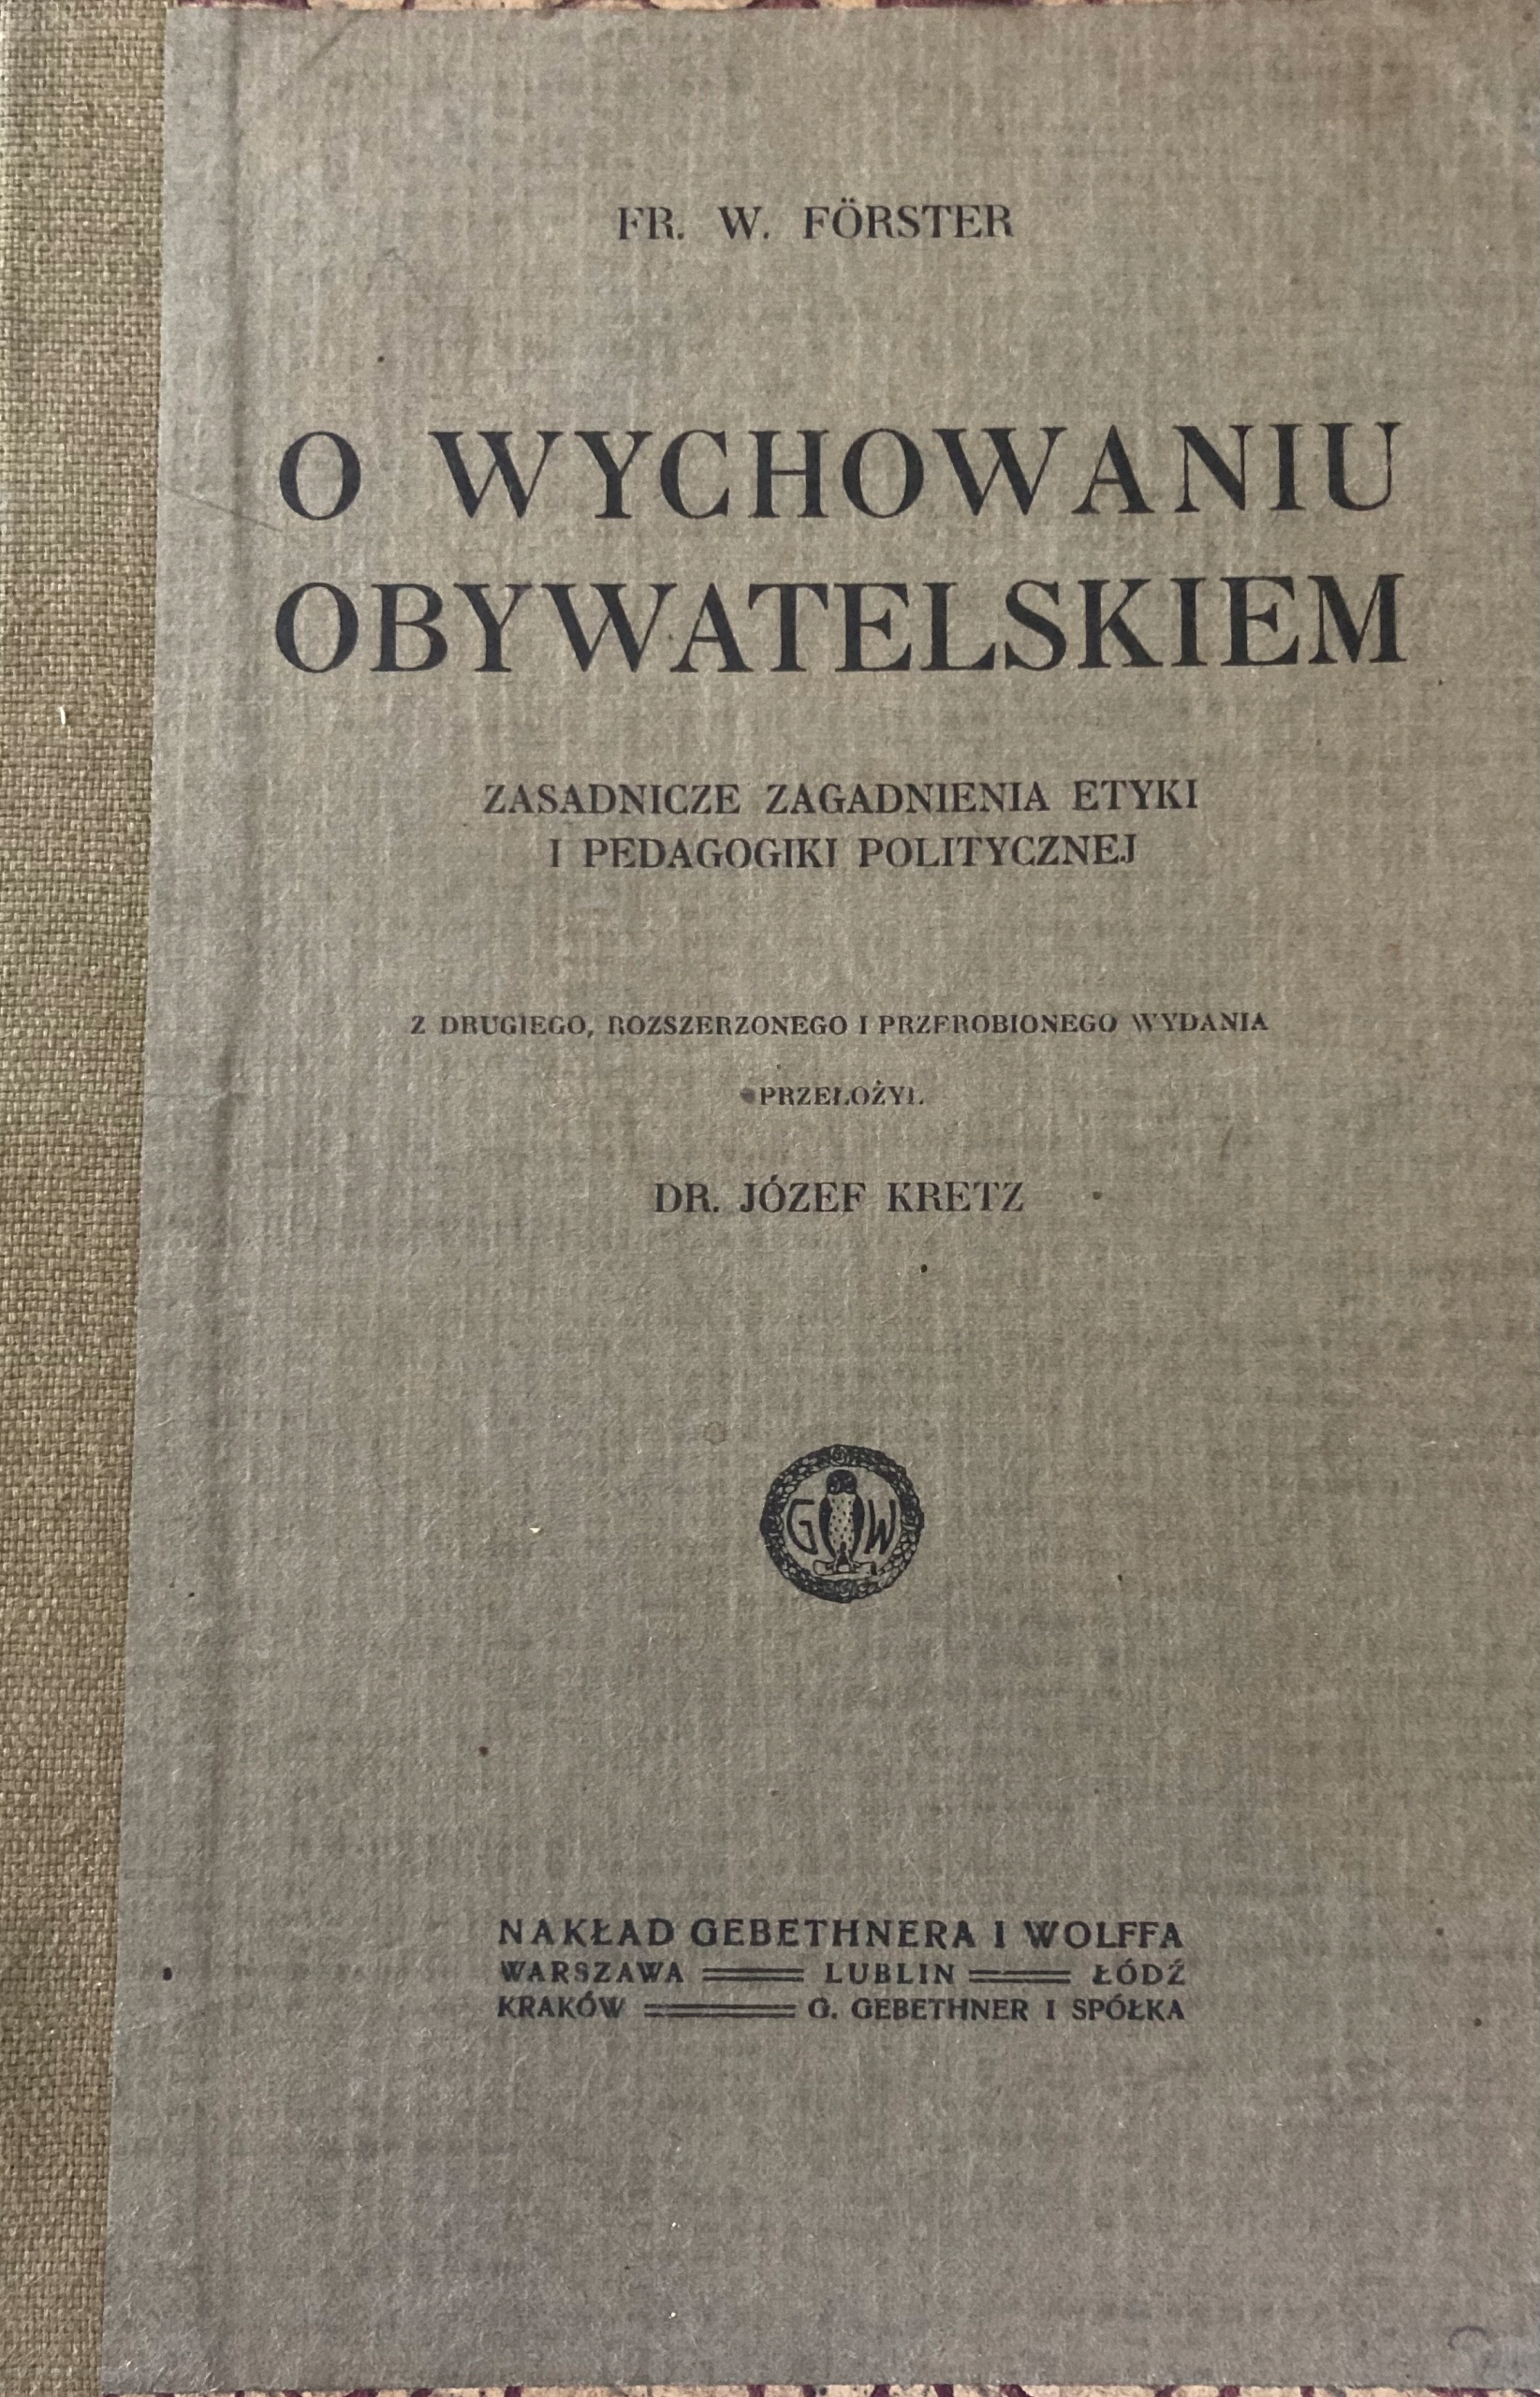 FR. W. FÖRSTER
O WYCHOWANIU
OBYWATELSKIEM
ZASADNICZE ZAGADNIENIA ETYKI
I PEDAGOGIKI POLITYCZNEJ
Z DRUGIEGO, ROZSZERZONEGO I PRZEROBIONEGO WYDANIA
PRZEŁOŻYŁ
DR. JÓZEF KRETZ
G W
NAKŁAD GEBETHNERA I WOLFFA
WARSZAWA LUBLIN ŁÓDŹ
KRAKÓW G. GEBETHNER I SPÓŁKA